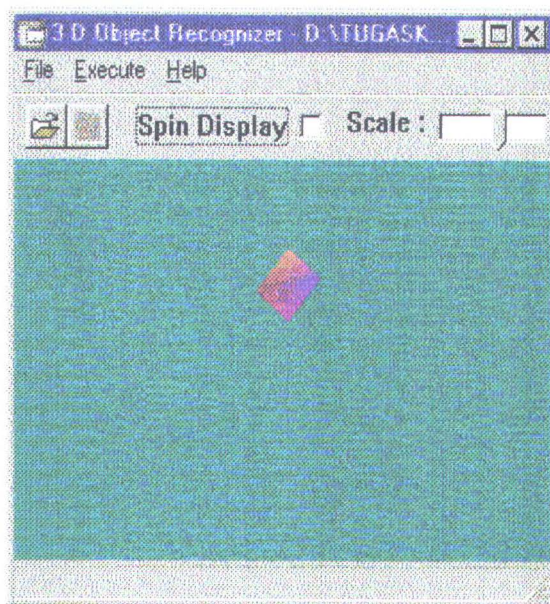 3 D Object Recognizer - D:\TUGASK...
File Execute Help
Spin Display Scale :